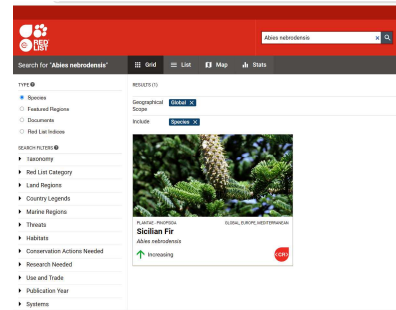 RED
LIST
Abies nebrodensis x
Search for "Abies nebrodensis"
Grid
List
Map
Stats
TYPE
Species
Featured Regions
Documents
Red List Indices
SEARCH FILTERS
Taxonomy
Red List Category
Land Regions
Country Legends
Marine Regions
Threats
Habitats
Conservation Actions Needed
Research Needed
Use and Trade
Publication Year
Systems
RESULTS (1)
Geographical Scope
Global X
Include
Species X
PLANTAE - PINOPSIDA
GLOBAL, EUROPE, MEDITERRANEAN
Sicilian Fir
Abies nebrodensis
Increasing
CR